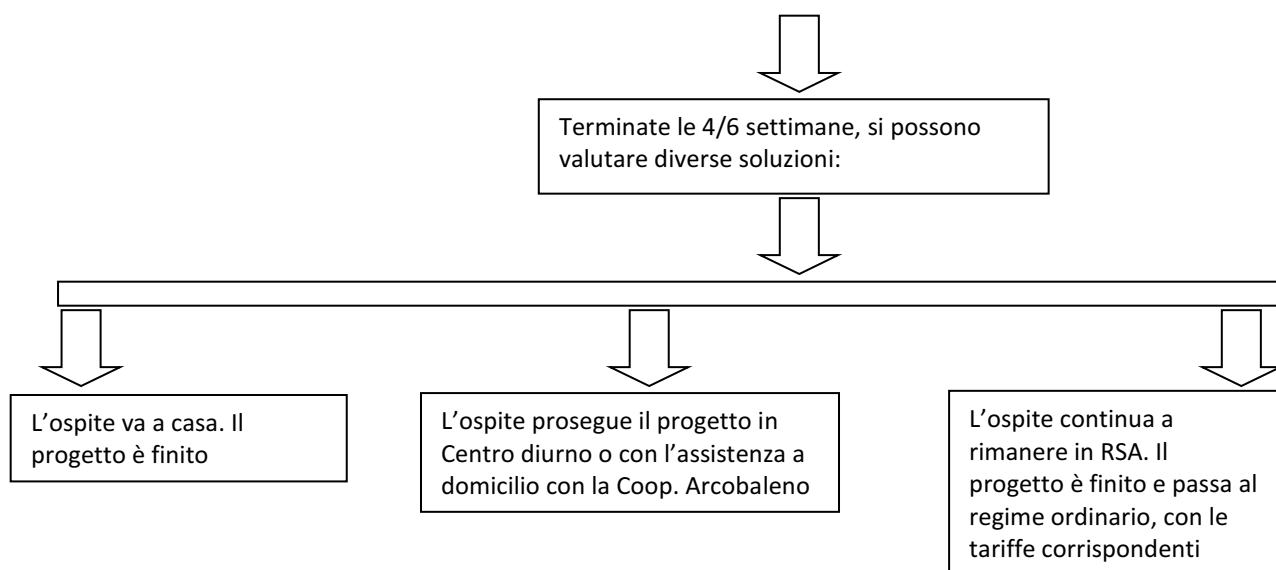 Terminate le 4/6 settimane, si possono
valutare diverse soluzioni:
L’ospite va a casa. Il
progetto è finito
L’ospite prosegue il progetto in
Centro diurno o con l’assistenza a
domicilio con la Coop. Arcobaleno
L’ospite continua a
rimanere in RSA. Il
progetto è finito e passa al
regime ordinario, con le
tariffe corrispondenti